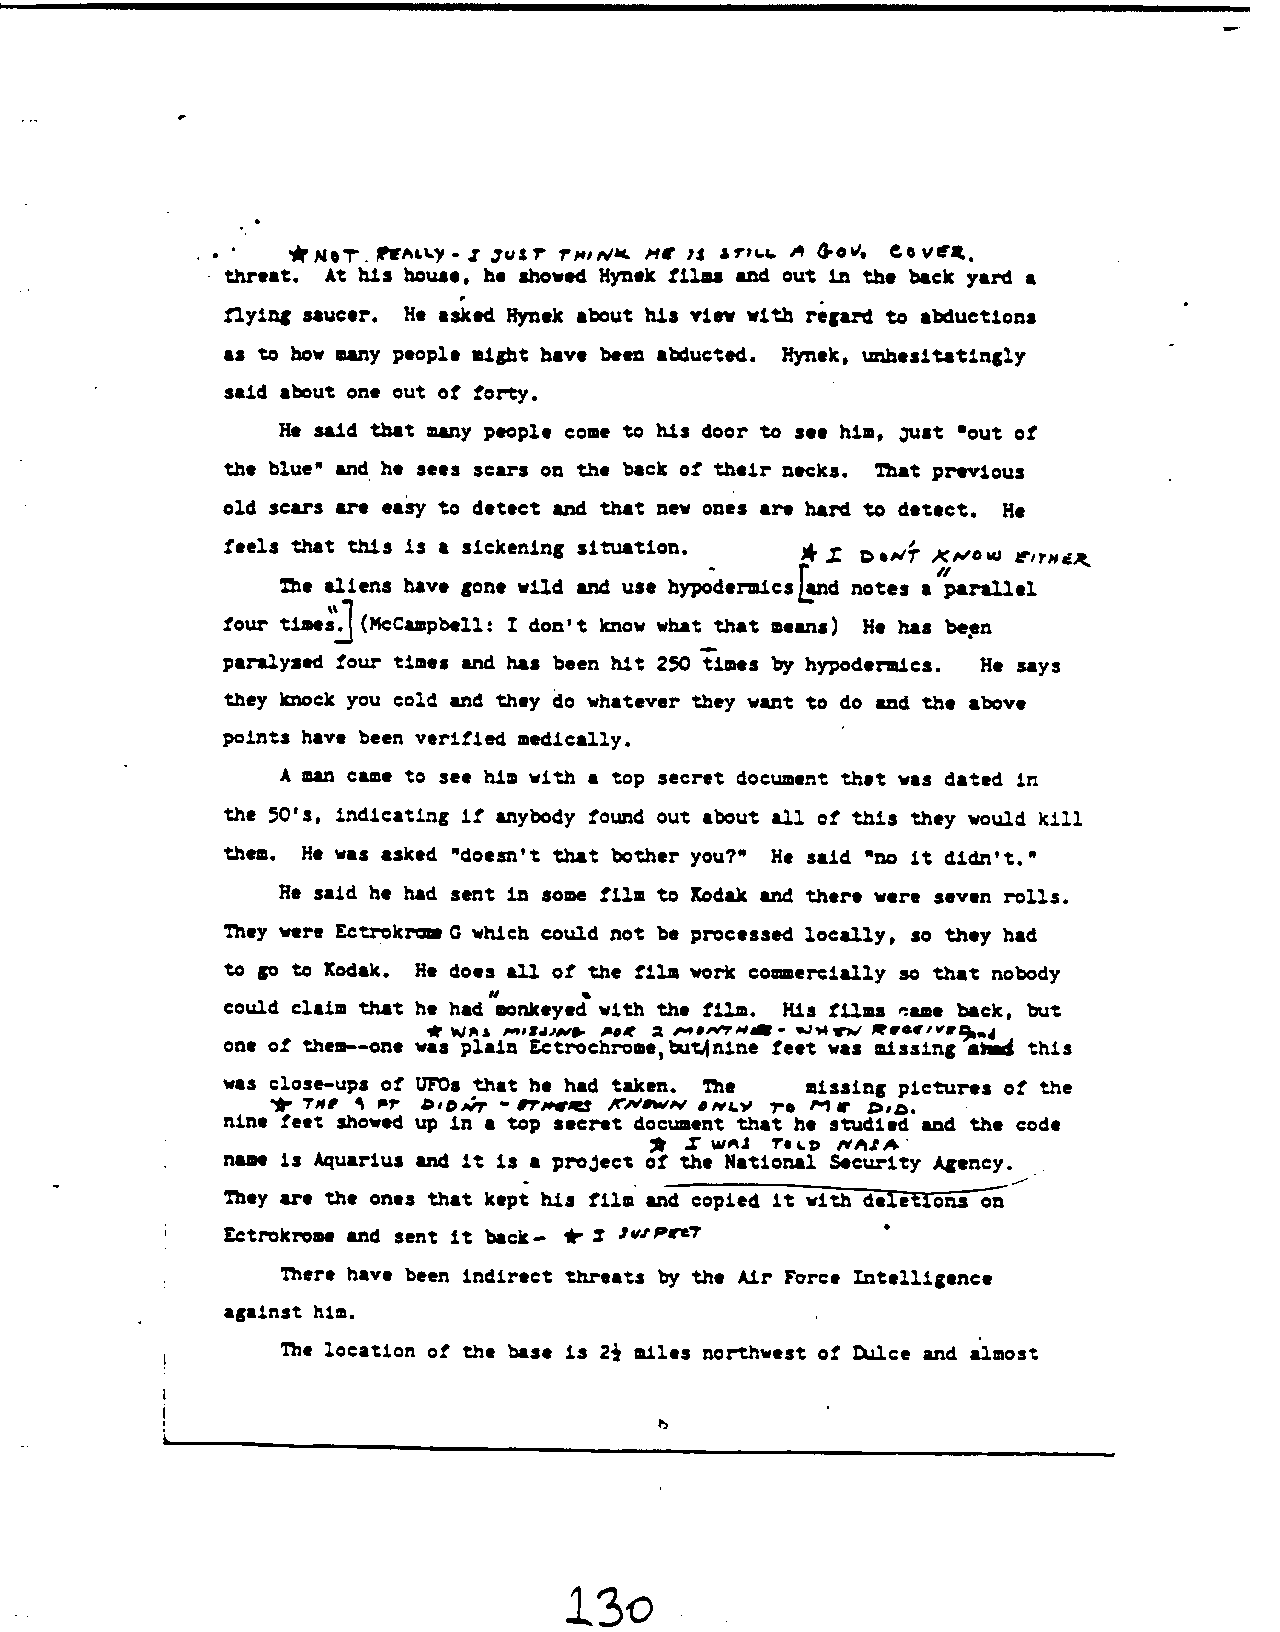 ★ NOT REALLY - I JUST THINK HE IS STILL A GOV. COVER.
threat. At his house, he showed Hynek films and out in the back yard a
flying saucer. He asked Hynek about his view with regard to abductions
as to how many people might have been abducted. Hynek, unhesitatingly
said about one out of forty.
He said that many people come to his door to see him, just "out of
the blue" and he sees scars on the back of their necks. That previous
old scars are easy to detect and that new ones are hard to detect. He
feels that this is a sickening situation.
★ I DON'T KNOW EITHER
The aliens have gone wild and use hypodermics [and notes a "parallel
four times".] (McCampbell: I don't know what that means) He has been
paralyzed four times and has been hit 250 times by hypodermics. He says
they knock you cold and they do whatever they want to do and the above
points have been verified medically.
A man came to see him with a top secret document that was dated in
the 50's, indicating if anybody found out about all of this they would kill
them. He was asked "doesn't that bother you?" He said "no it didn't."
He said he had sent in some film to Kodak and there were seven rolls.
They were Ectrokrome G which could not be processed locally, so they had
to go to Kodak. He does all of the film work commercially so that nobody
could claim that he had "monkeyed" with the film. His films came back, but
★ WAS MISSING FOR 2 MONTHS - WHEN RECEIVED
one of them--one was plain Ectrochrome, but nine feet was missing and this
was close-ups of UFOs that he had taken. The missing pictures of the
★ THE 9 FT DIDN'T - OTHERS KNOWN ONLY TO ME DID.
nine feet showed up in a top secret document that he studied and the code
★ I WAS TOLD NASA
name is Aquarius and it is a project of the National Security Agency.
They are the ones that kept his film and copied it with deletions on
Ectrokrome and sent it back - ★ I SUSPECT
There have been indirect threats by the Air Force Intelligence
against him.
The location of the base is 2½ miles northwest of Dulce and almost
130